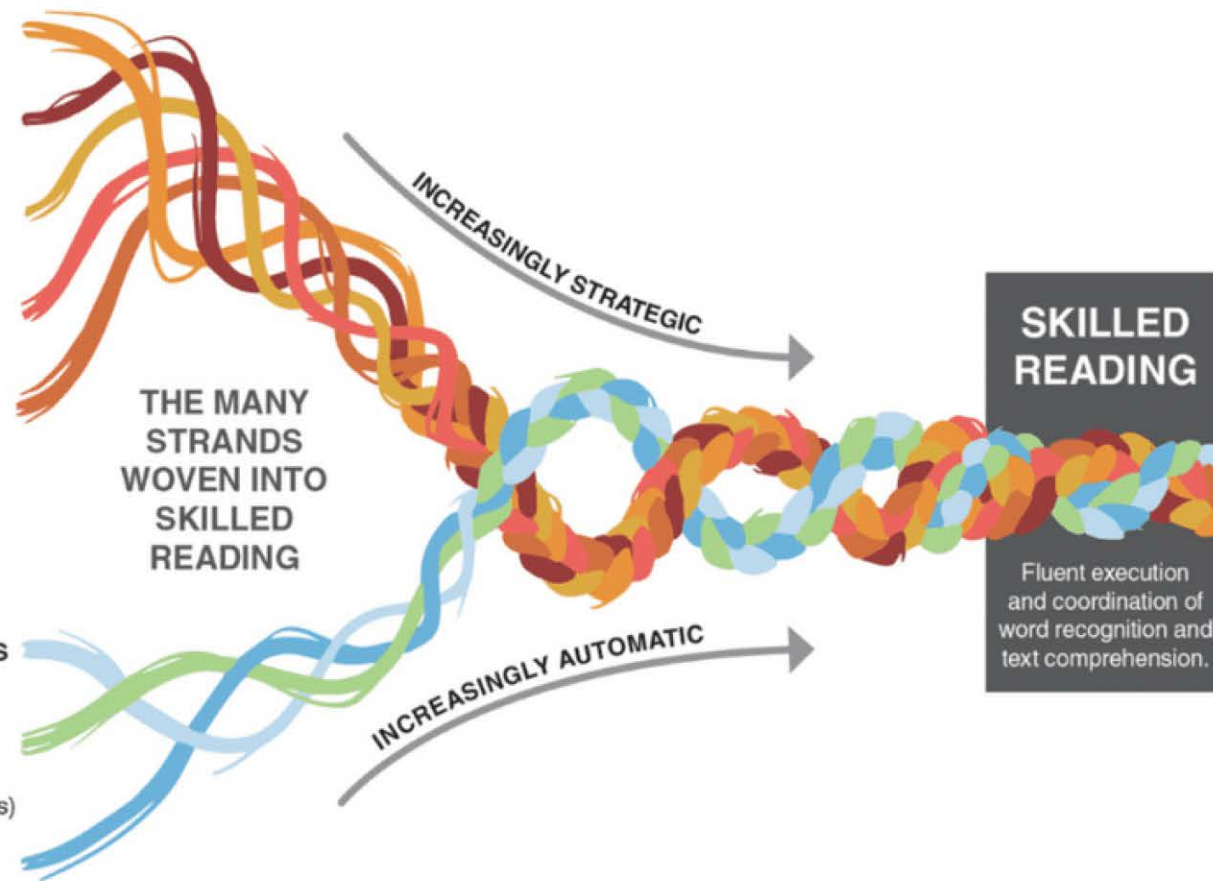 INCREASINGLY STRATEGIC
SKILLED
READING
THE MANY
STRANDS
WOVEN INTO
SKILLED
READING
Fluent execution
and coordination of
word recognition and
text comprehension.
S
INCREASINGLY AUTOMATIC
s)